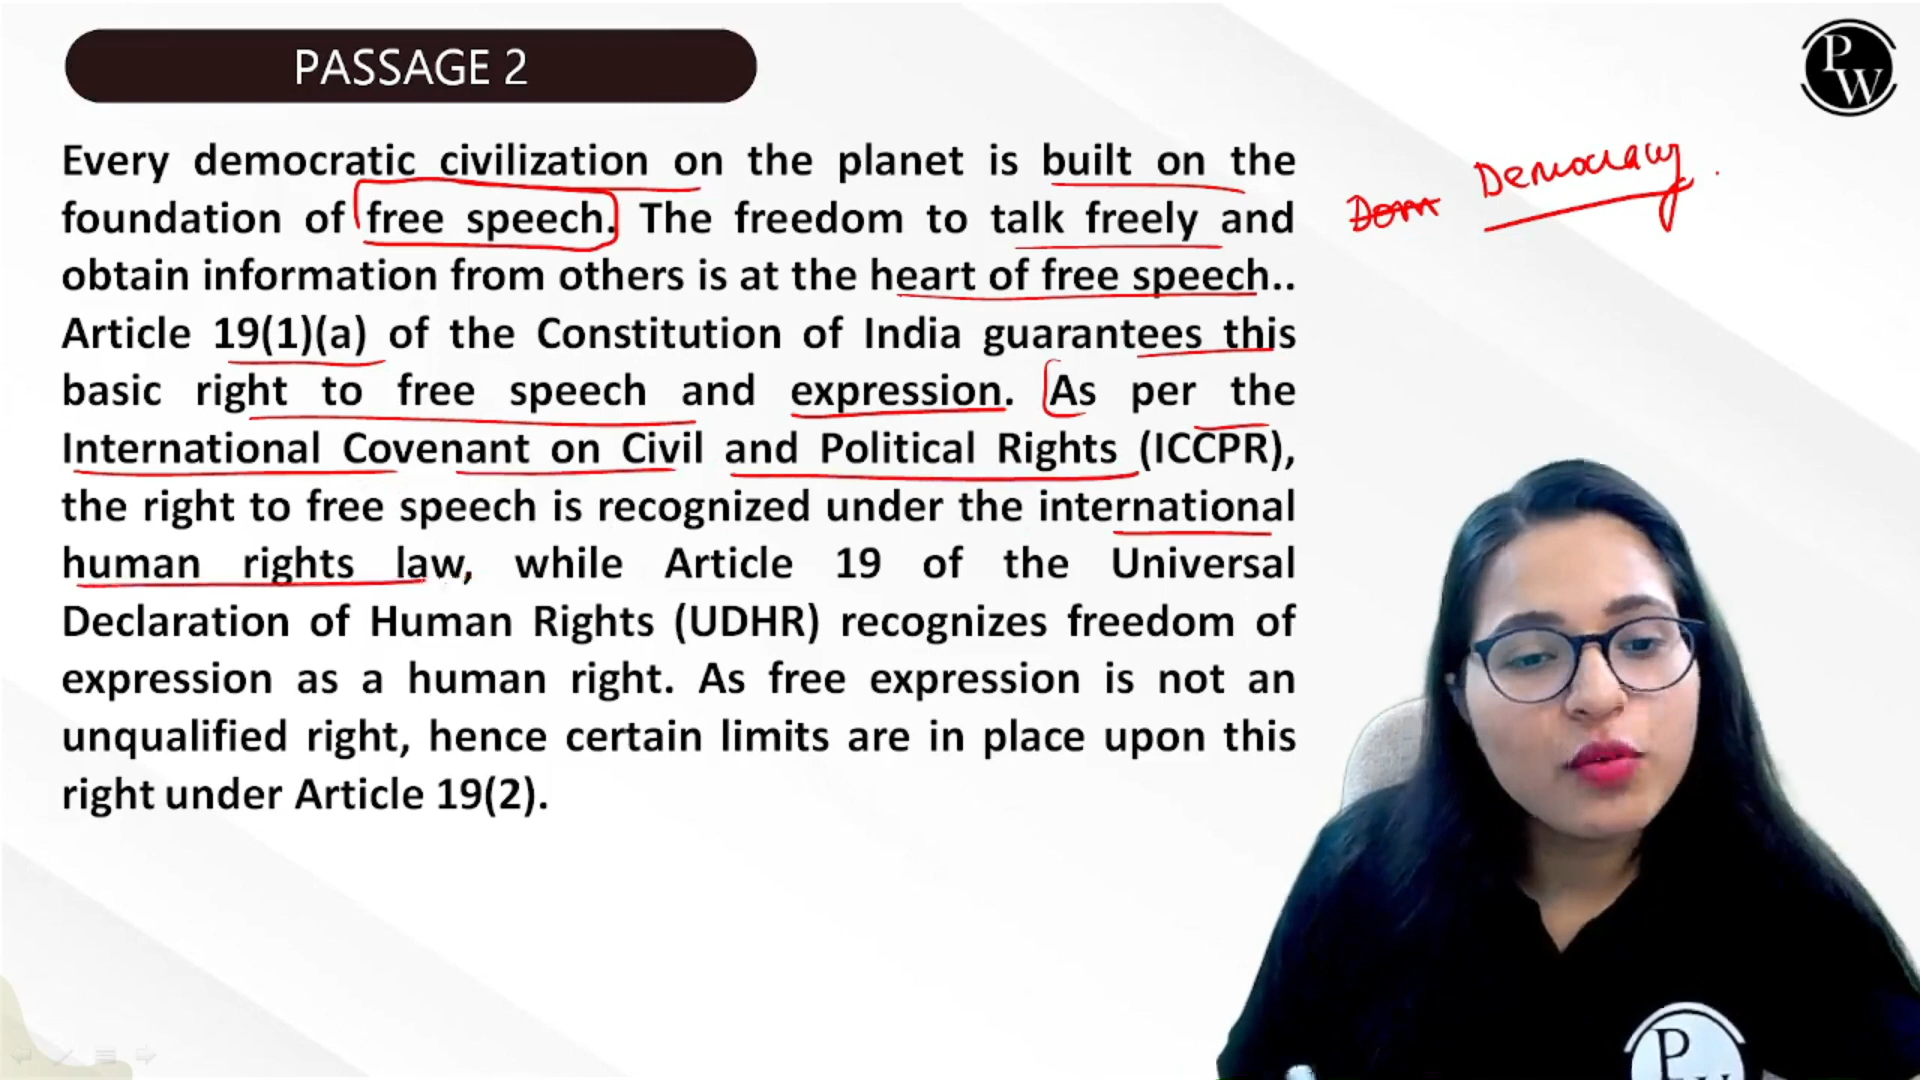 PASSAGE 2
P
W
Every democratic civilization on the planet is built on the
foundation of free speech. The freedom to talk freely and
obtain information from others is at the heart of free speech..
Article 19(1)(a) of the Constitution of India guarantees this
basic right to free speech and expression. As per the
International Covenant on Civil and Political Rights (ICCPR),
the right to free speech is recognized under the international
human rights law, while Article 19 of the Universal
Declaration of Human Rights (UDHR) recognizes freedom of
expression as a human right. As free expression is not an
unqualified right, hence certain limits are in place upon this
right under Article 19(2).
Dem Democracy.
P
W